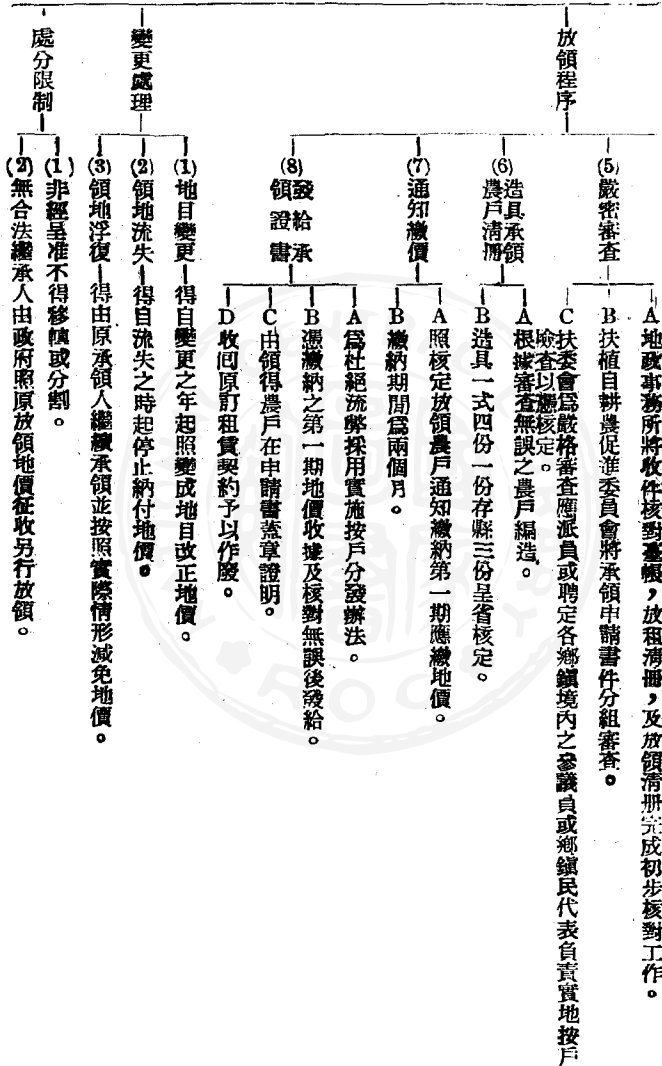 放領程序
(5)嚴密審查
A地政事務所將收件核對臺帳，放租清冊，及放領清册完成初步核對工作。
B扶植自耕農促進委員會將承領申請書件分組審查。
C扶委會爲嚴格審查應派員或聘定各鄉鎮境內之參議員或鄉鎮民代表負責實地按戶
檢查以憑核定。
(6)造具承領
農戶清冊
A根據審查無誤之農戶編造。
B造具一式四份一份存縣三份呈省核定。
(7)通知繳價
A照核定放領農戶通知繳納第一期應繳地價。
B繳納期間爲兩個月。
(8)發給承
領證書
A爲杜絕流弊採用實施按戶分發辦法。
B憑繳納之第一期地價收據及核對無誤後發給。
C由領得農戶在申請書蓋章證明。
D收回原訂租賃契約予以作廢。
變更處理
(1)地目變更—得自變更之年起照變成地目改正地價。
(2)領地流失—得自流失之時起停止納付地價。
(3)領地浮復—得由原承領人繼續承領並按照實際情形減免地價。
處分限制
(1)非經呈准不得移轉或分割。
(2)無合法繼承人由政府照原放領地價征收另行放領。